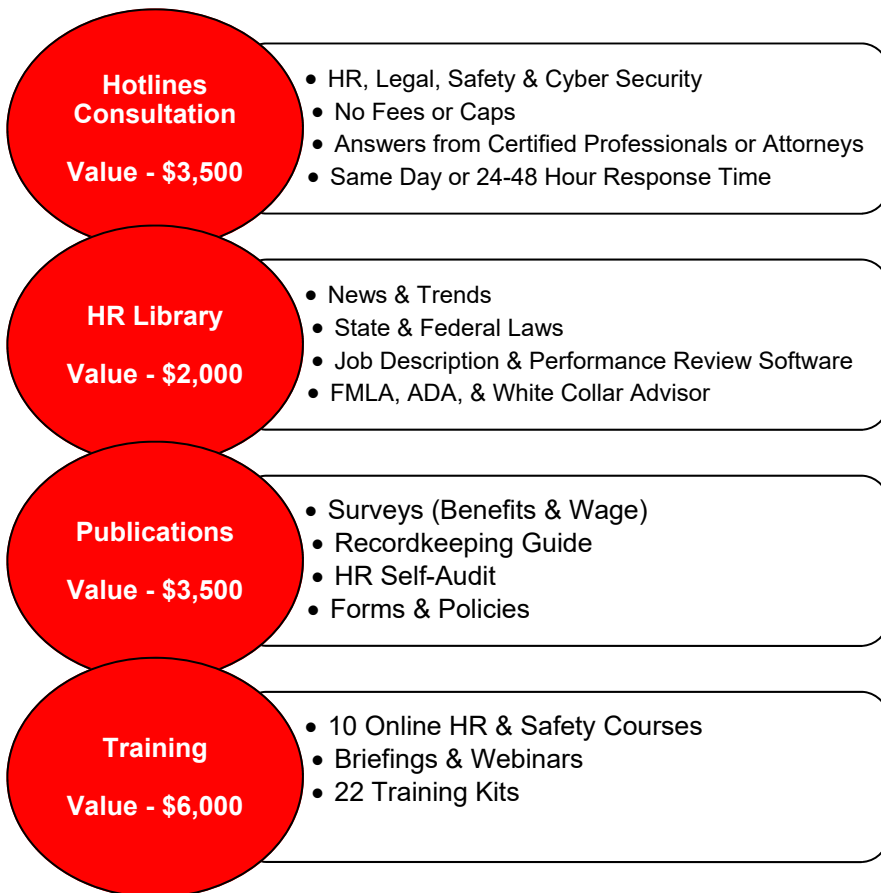 Hotlines
Consultation
Value - $3,500
• HR, Legal, Safety & Cyber Security
• No Fees or Caps
• Answers from Certified Professionals or Attorneys
• Same Day or 24-48 Hour Response Time
HR Library
Value - $2,000
• News & Trends
• State & Federal Laws
• Job Description & Performance Review Software
• FMLA, ADA, & White Collar Advisor
Publications
Value - $3,500
• Surveys (Benefits & Wage)
• Recordkeeping Guide
• HR Self-Audit
• Forms & Policies
Training
Value - $6,000
• 10 Online HR & Safety Courses
• Briefings & Webinars
• 22 Training Kits